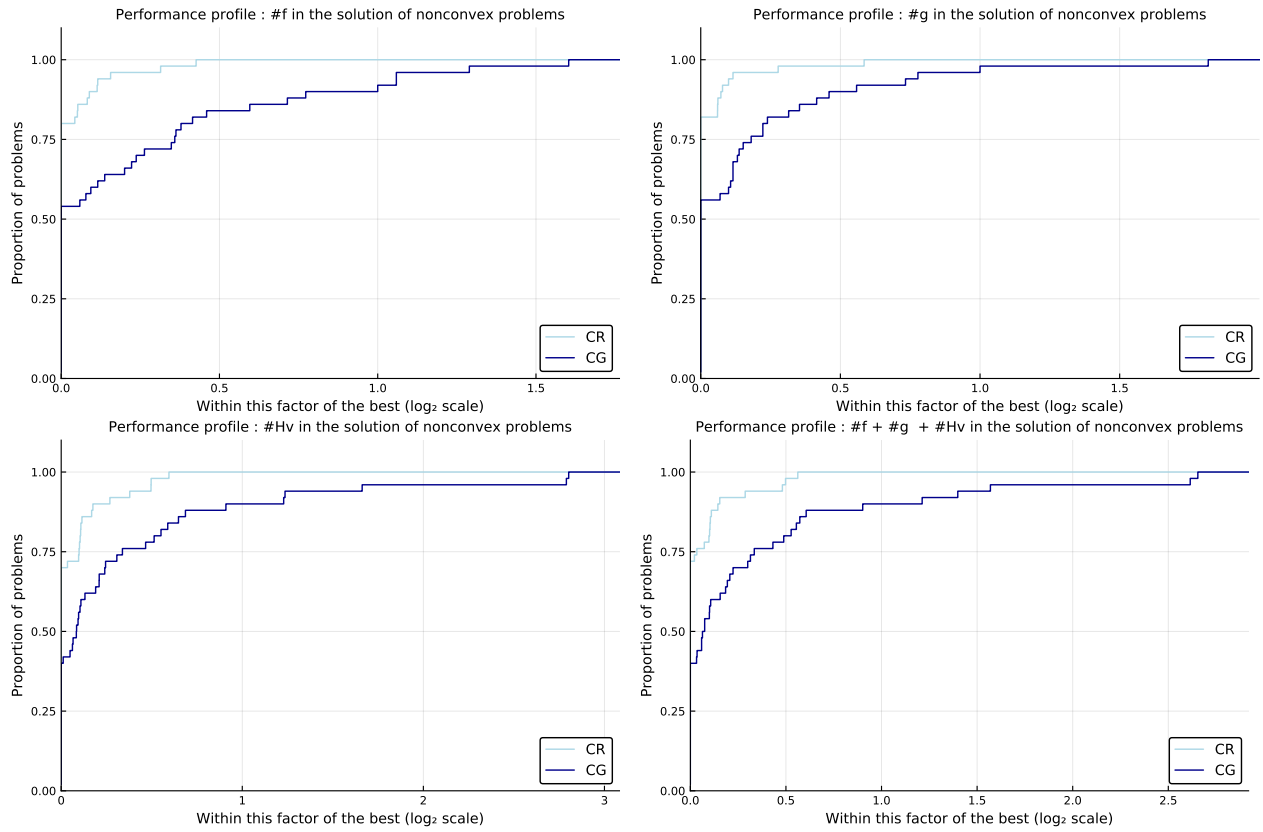 Performance profile : #f in the solution of nonconvex problems
Proportion of problems
1.00
0.75
0.50
0.25
0.00
0.0
0.5
1.0
1.5
Within this factor of the best (log₂ scale)
CR
CG
Performance profile : #g in the solution of nonconvex problems
Proportion of problems
1.00
0.75
0.50
0.25
0.00
0.0
0.5
1.0
1.5
Within this factor of the best (log₂ scale)
CR
CG
Performance profile : #Hv in the solution of nonconvex problems
Proportion of problems
1.00
0.75
0.50
0.25
0.00
0
1
2
3
Within this factor of the best (log₂ scale)
CR
CG
Performance profile : #f + #g  + #Hv in the solution of nonconvex problems
Proportion of problems
1.00
0.75
0.50
0.25
0.00
0.0
0.5
1.0
1.5
2.0
2.5
Within this factor of the best (log₂ scale)
CR
CG